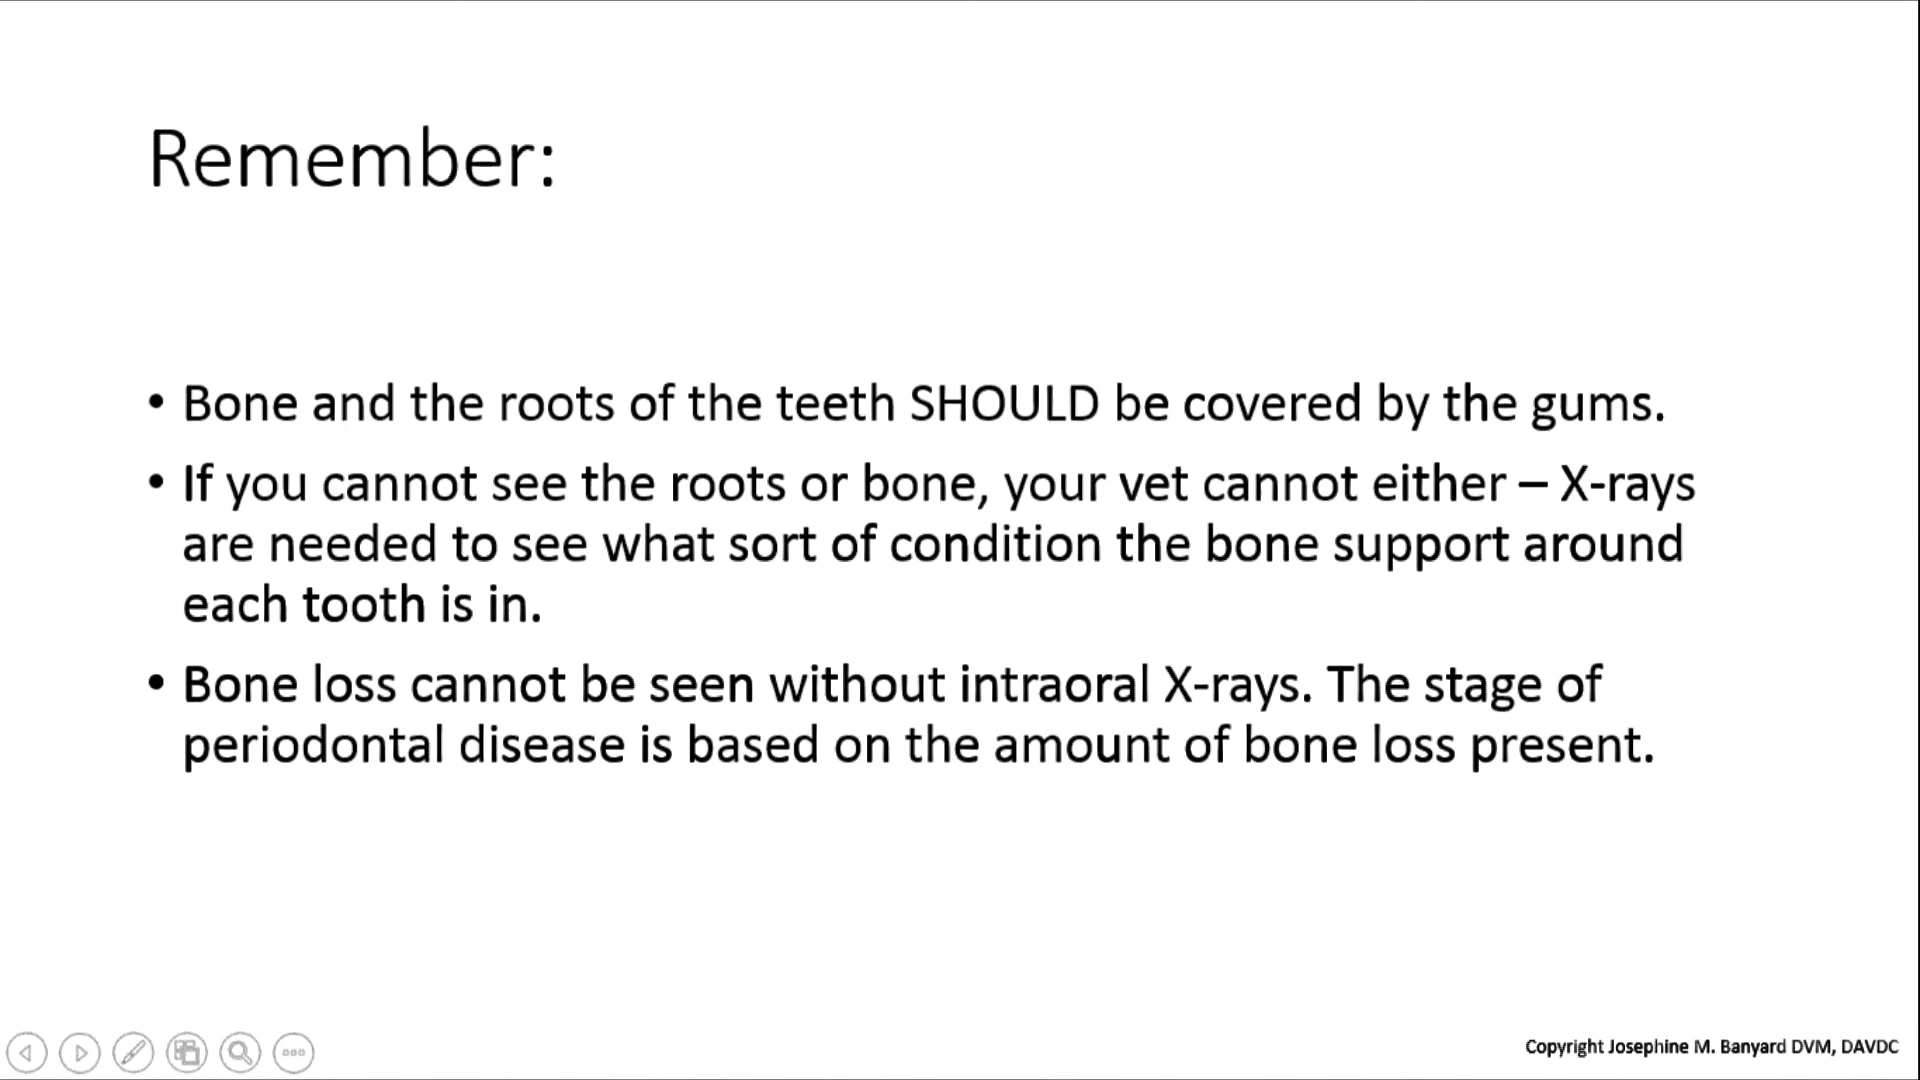 Remember:
• Bone and the roots of the teeth SHOULD be covered by the gums.
• If you cannot see the roots or bone, your vet cannot either – X-rays
are needed to see what sort of condition the bone support around
each tooth is in.
• Bone loss cannot be seen without intraoral X-rays. The stage of
periodontal disease is based on the amount of bone loss present.
Copyright Josephine M. Banyard DVM, DAVDC